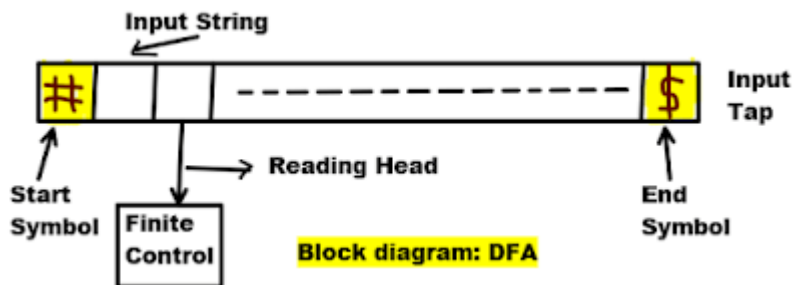 Input String
# $ Input
Tap
Reading Head
Start
Symbol
End
Symbol
Finite
Control
Block diagram: DFA